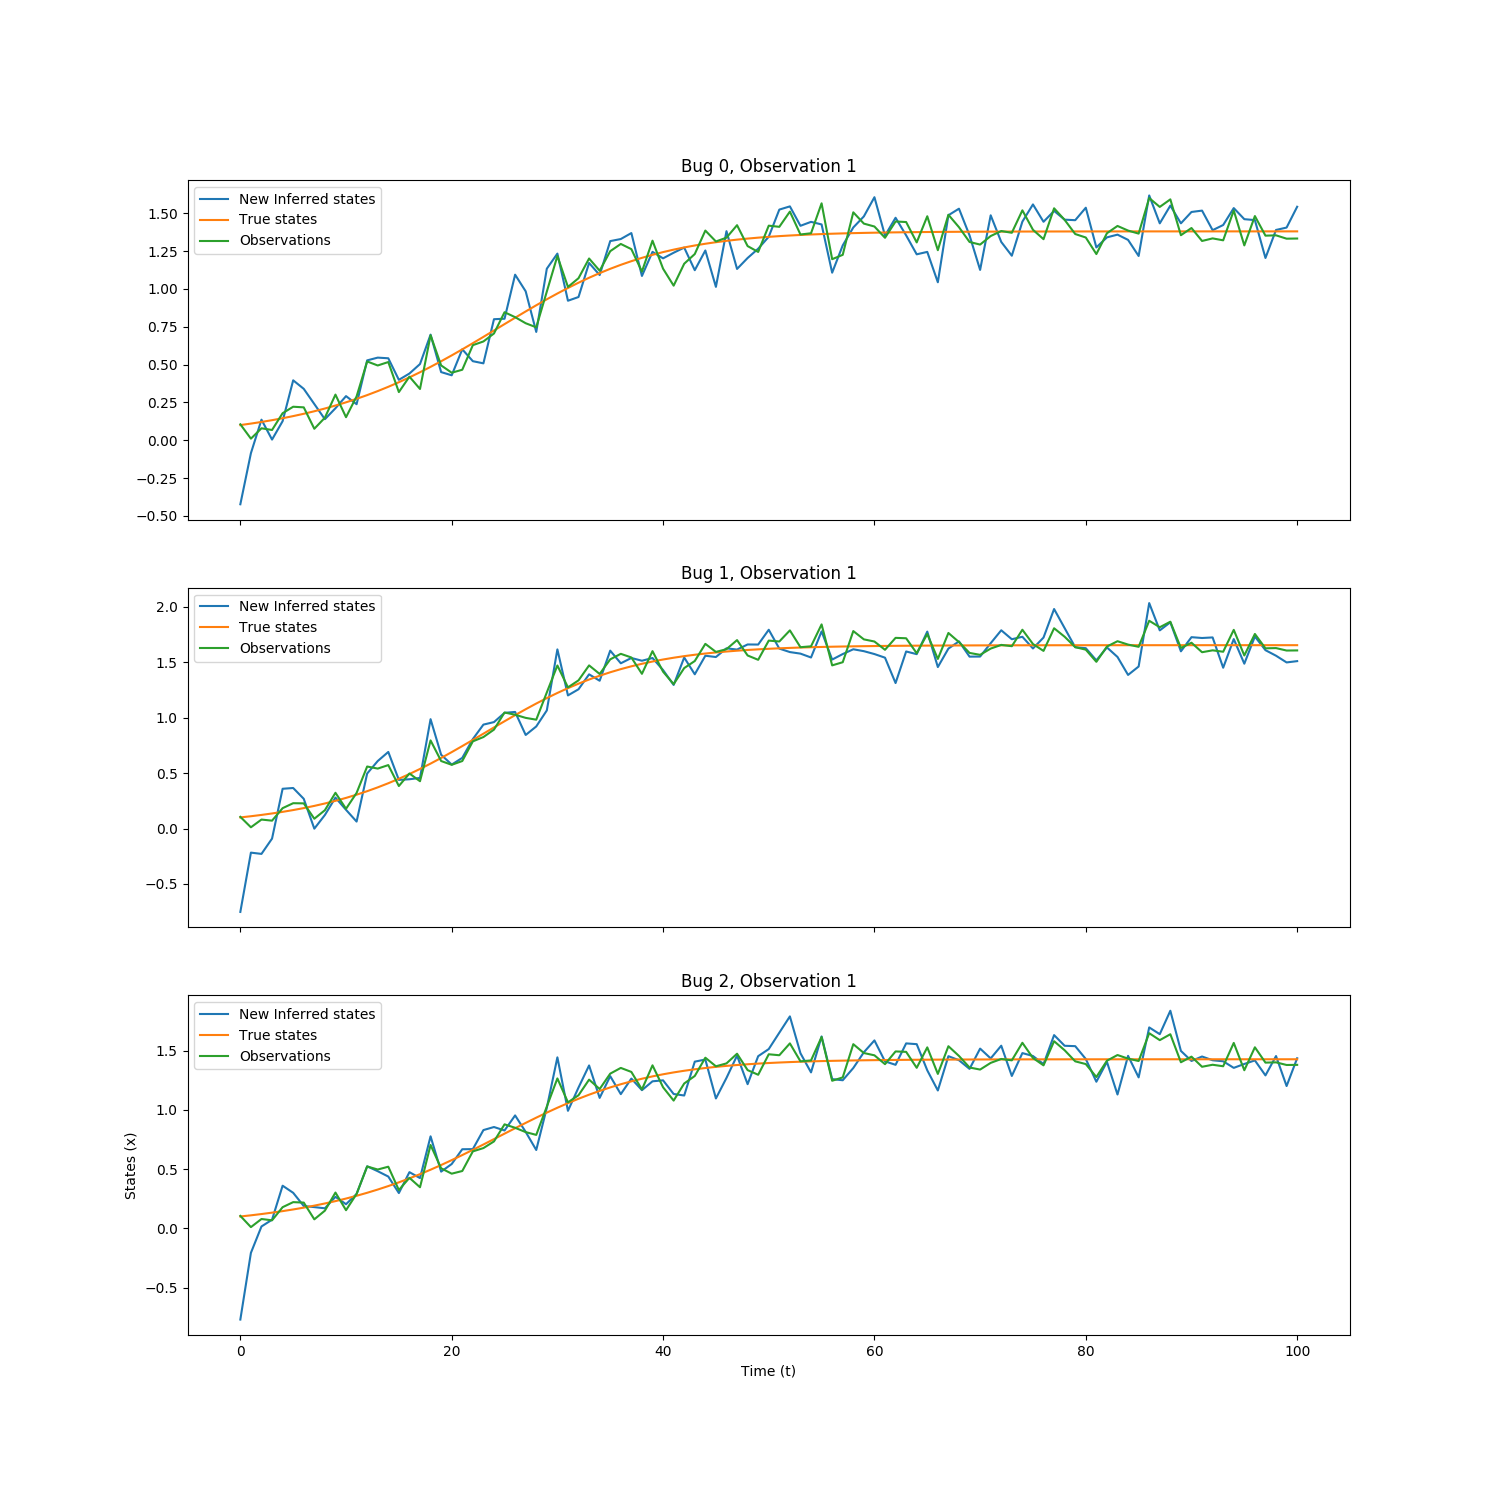 Bug 0, Observation 1
New Inferred states
True states
Observations
1.50
1.25
1.00
0.75
0.50
0.25
0.00
−0.25
−0.50
Bug 1, Observation 1
New Inferred states
True states
Observations
2.0
1.5
1.0
0.5
0.0
−0.5
Bug 2, Observation 1
New Inferred states
True states
Observations
1.5
1.0
0.5
0.0
−0.5
States (x)
0 20 40 60 80 100
Time (t)